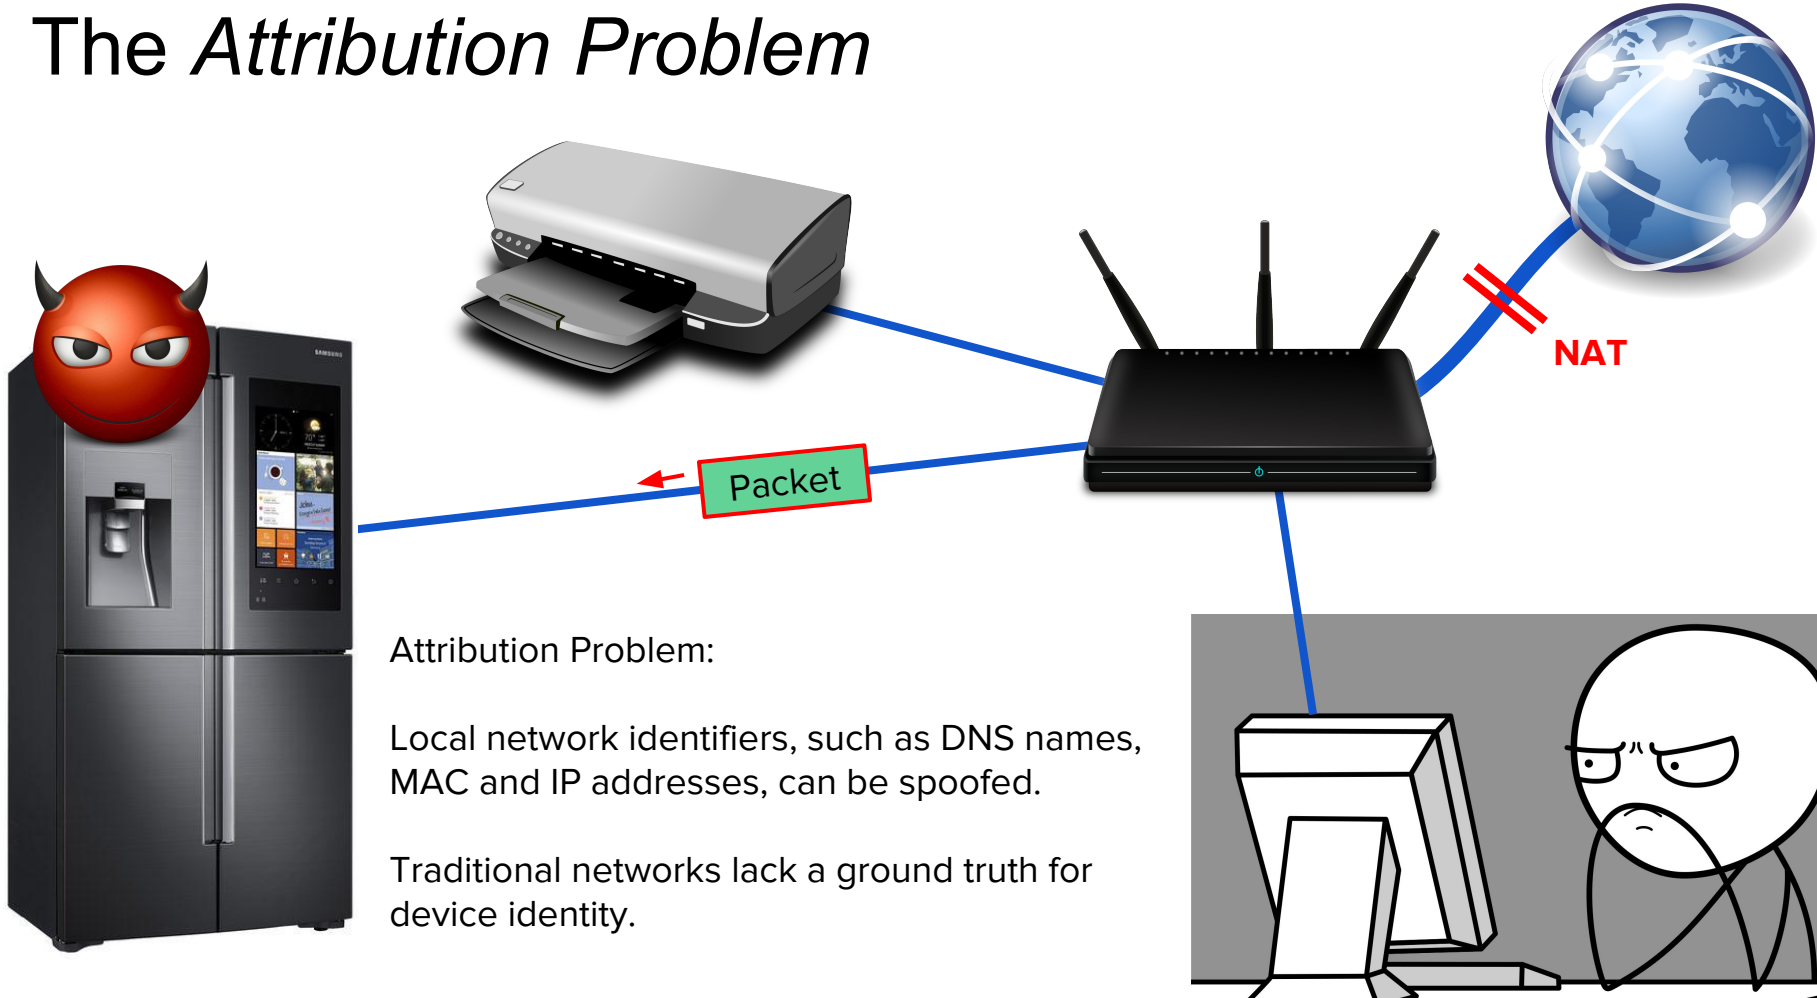 The Attribution Problem
SAMSUNG
NAT
Packet
Attribution Problem:
Local network identifiers, such as DNS names,
MAC and IP addresses, can be spoofed.
Traditional networks lack a ground truth for
device identity.